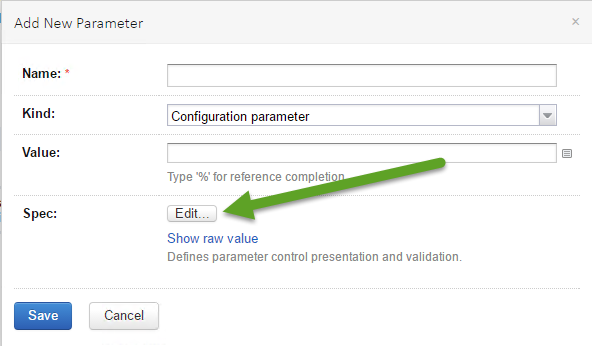 Add New Parameter ×
Name: *
Kind: Configuration parameter
Value:
Type '%' for reference completion
Spec: Edit...
Show raw value
Defines parameter control presentation and validation.
Save Cancel